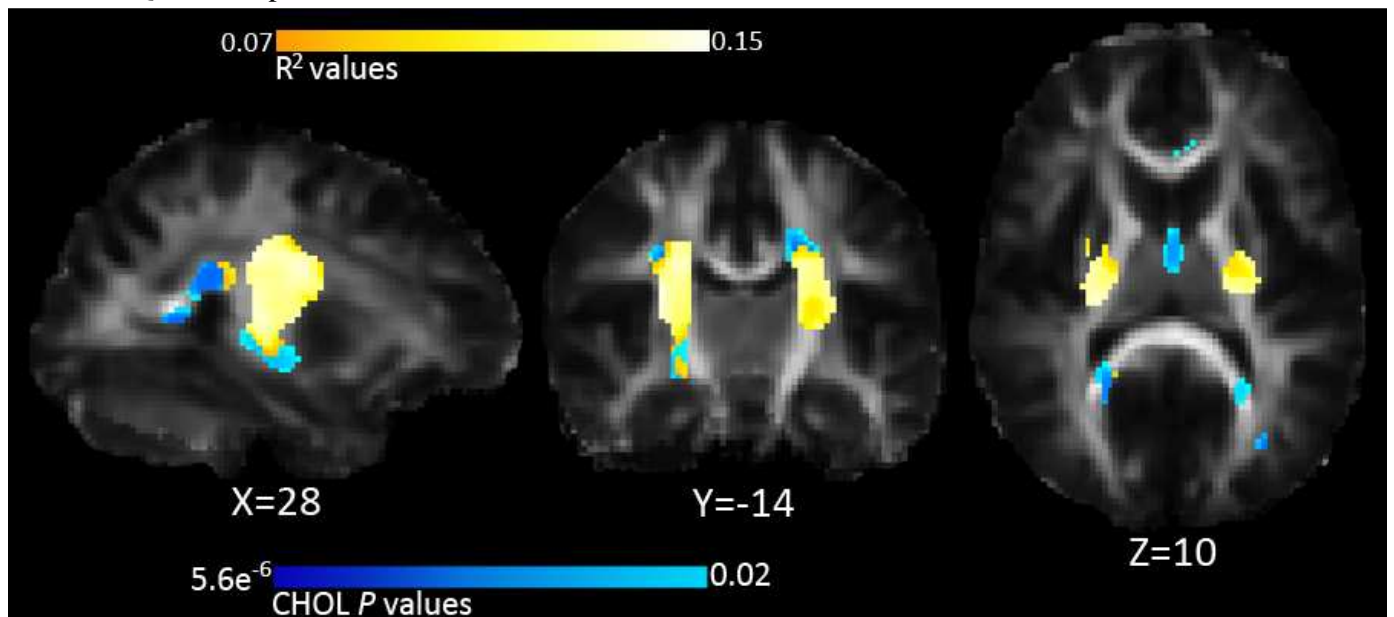 0.07 0.15
R² values
X=28
Y=-14
Z=10
5.6e⁻⁶ 0.02
CHOL P values